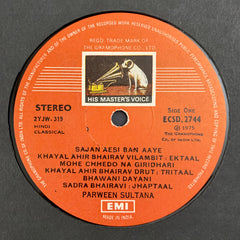 REGD. TRADE MARK OF
THE GRAMOPHONE CO. LTD.
HIS MASTER'S VOICE
STEREO
2YJW. 319
HINDI
CLASSICAL
Side One
ECSD. 2744
℗ 1975
The Gramophone
Co. of India Ltd.
SAJAN AESI BAN AAYE
KHAYAL AHIR BHAIRAV VILAMBIT : EKTAAL
MOHE CHHEDO NA GIRIDHARI
KHAYAL AHIR BHAIRAV DRUT : TRITAAL
BHAWANI DAYANI
SADRA BHAIRAVI : JHAPTAAL
PARWEEN SULTANA
EMI
MADE IN INDIA